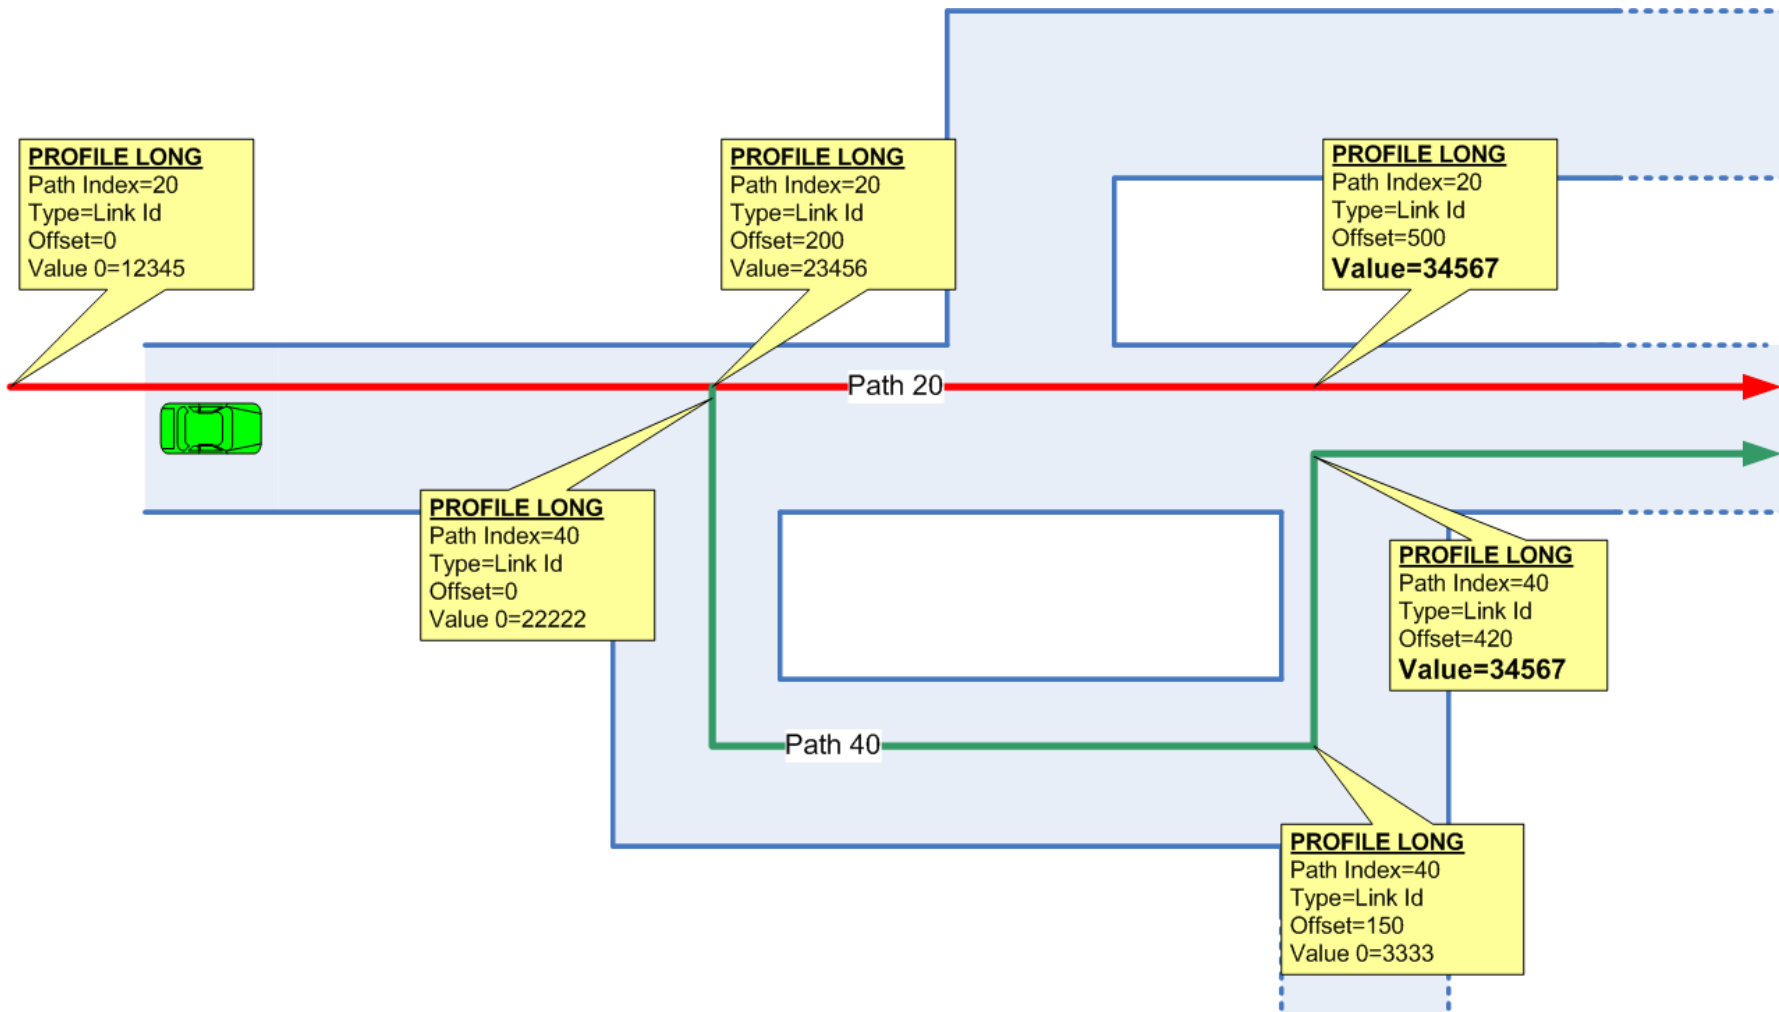 PROFILE LONG
Path Index=20
Type=Link Id
Offset=0
Value 0=12345
PROFILE LONG
Path Index=20
Type=Link Id
Offset=200
Value=23456
PROFILE LONG
Path Index=20
Type=Link Id
Offset=500
Value=34567
Path 20
PROFILE LONG
Path Index=40
Type=Link Id
Offset=0
Value 0=22222
PROFILE LONG
Path Index=40
Type=Link Id
Offset=420
Value=34567
Path 40
PROFILE LONG
Path Index=40
Type=Link Id
Offset=150
Value 0=3333